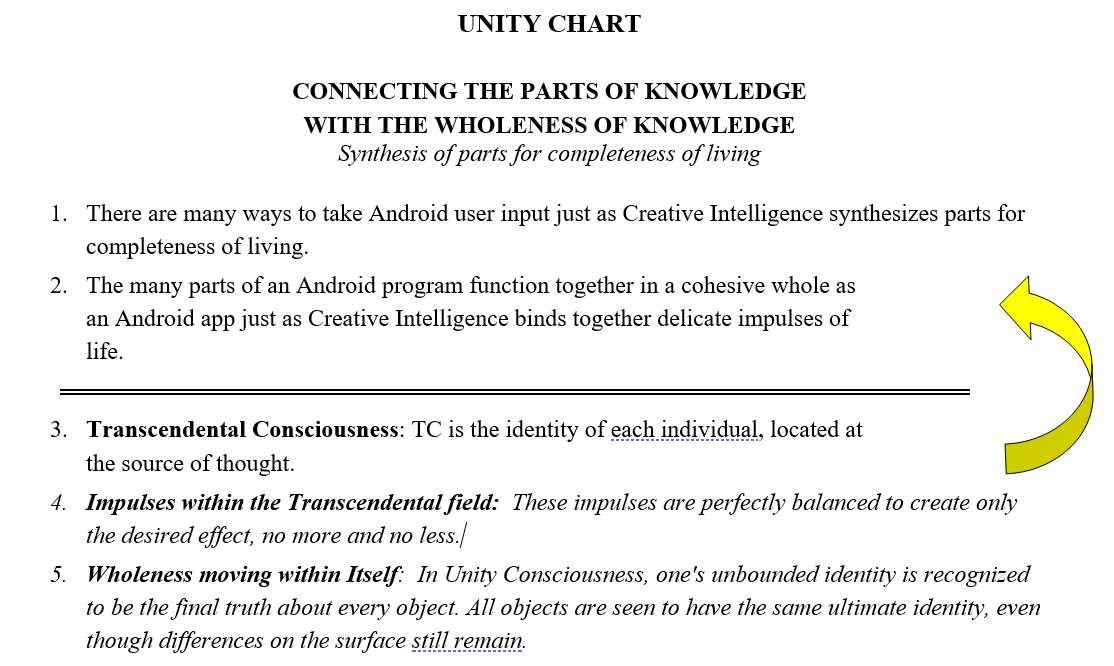 UNITY CHART
CONNECTING THE PARTS OF KNOWLEDGE
WITH THE WHOLENESS OF KNOWLEDGE
Synthesis of parts for completeness of living
1. There are many ways to take Android user input just as Creative Intelligence synthesizes parts for
completeness of living.
2. The many parts of an Android program function together in a cohesive whole as
an Android app just as Creative Intelligence binds together delicate impulses of
life.
3. Transcendental Consciousness: TC is the identity of each individual, located at
the source of thought.
4. Impulses within the Transcendental field: These impulses are perfectly balanced to create only
the desired effect, no more and no less.
5. Wholeness moving within Itself: In Unity Consciousness, one's unbounded identity is recognized
to be the final truth about every object. All objects are seen to have the same ultimate identity, even
though differences on the surface still remain.